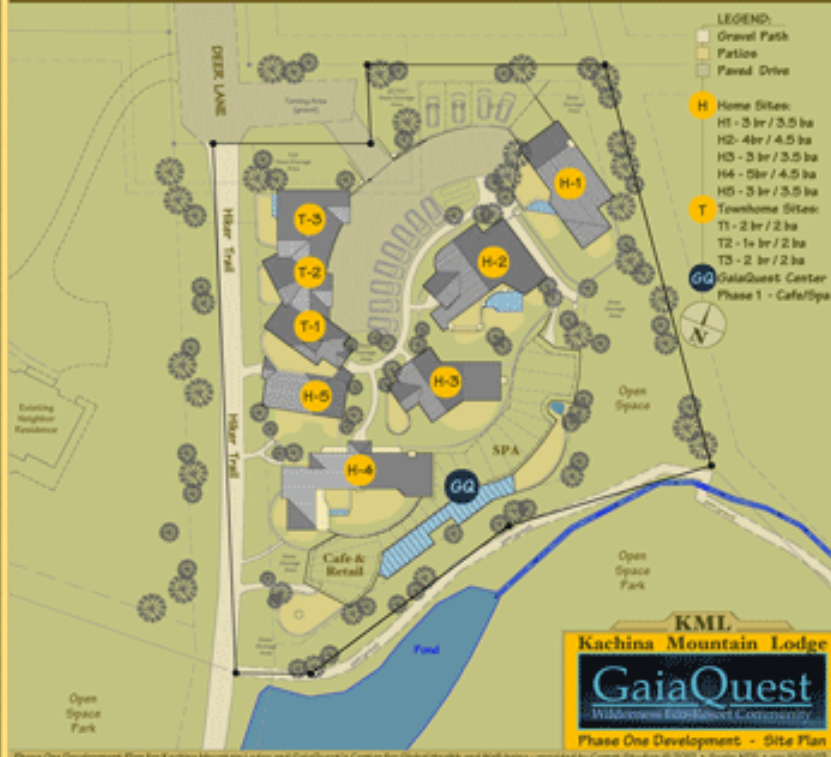 LEGEND:
Gravel Path
Patios
Paved Drive
H Home Sites:
H1 - 3 br / 3.5 ba
H2- 4br / 4.5 ba
H3 - 3 br / 3.5 ba
H4 - 5br / 4.5 ba
H5 - 3 br / 3.5 ba
T Townhome Sites:
T1 - 2 br / 2 ba
T2 - 1+ br / 2 ba
T3 - 2 br / 2 ba
GQ GaiaQuest Center
Phase 1 - Cafe/Spa
N
DEER LANE
Turning Area
(gravel)
H-1
T-3
Hiker Trail
H-2
T-2
T-1
H-3
H-5
Open
Space
Existing
Neighbor
Residence
Hiker Trail
SPA
H-4
GQ
Cafe &
Retail
Open
Space
Park
Pond
Open
Space
Park
KML
Kachina Mountain Lodge
GaiaQuest
Wilderness Eco-Resort Community
Phase One Development - Site Plan